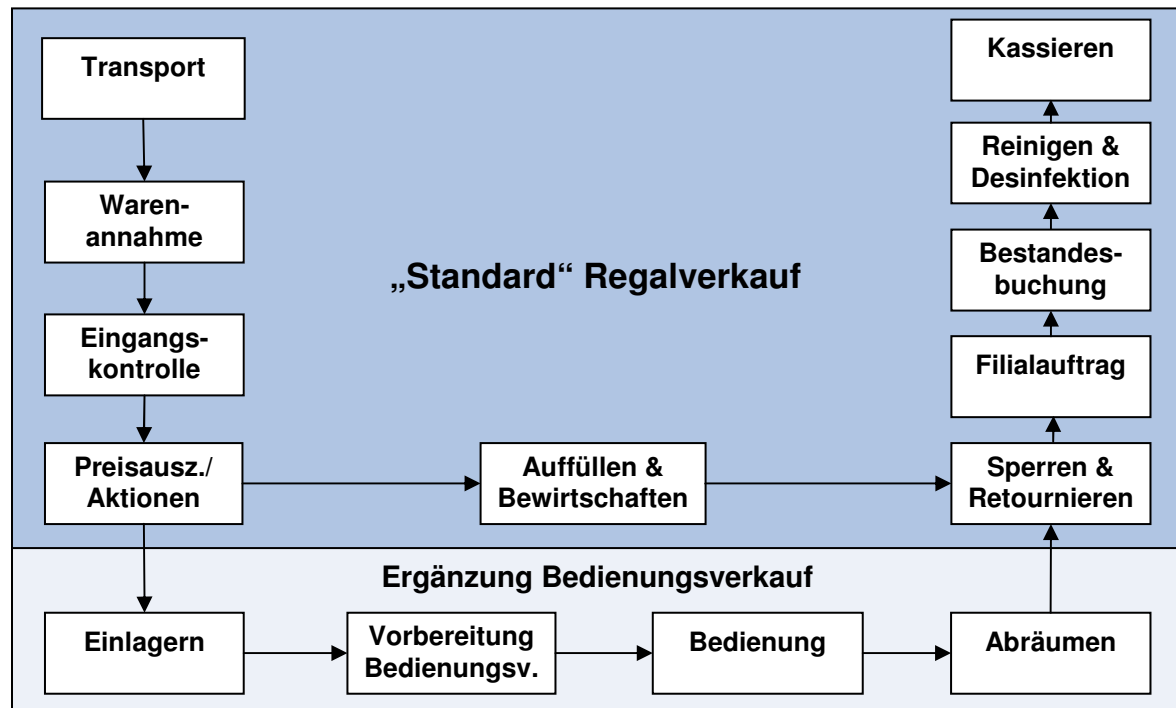 Transport
Waren-
annahme
Eingangs-
kontrolle
Preisausz./
Aktionen
„Standard“ Regalverkauf
Auffüllen &
Bewirtschaften
Kassieren
Reinigen &
Desinfektion
Bestandes-
buchung
Filialauftrag
Sperren &
Retournieren
Ergänzung Bedienungsverkauf
Einlagern
Vorbereitung
Bedienungsv.
Bedienung
Abräumen